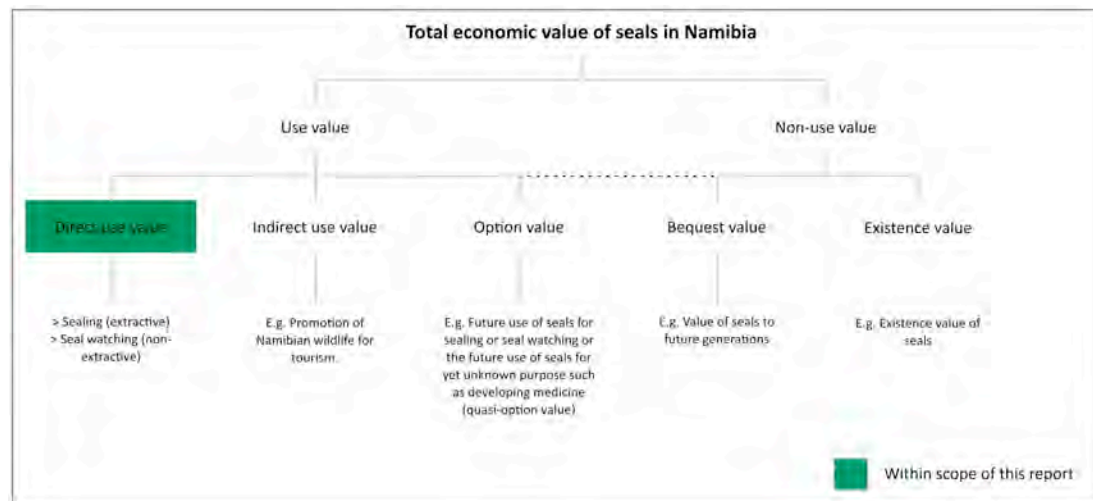 Total economic value of seals in Namibia
Use value
Non-use value
Direct use value
Indirect use value
Option value
Bequest value
Existence value
> Sealing (extractive)
> Seal watching (non-
extractive)
E.g. Promotion of
Namibian wildlife for
tourism.
E.g. Future use of seals for
sealing or seal watching or
the future use of seals for
yet unknown purpose such
as developing medicine
(quasi-option value)
E.g. Value of seals to
future generations
E.g. Existence value of
seals
Within scope of this report